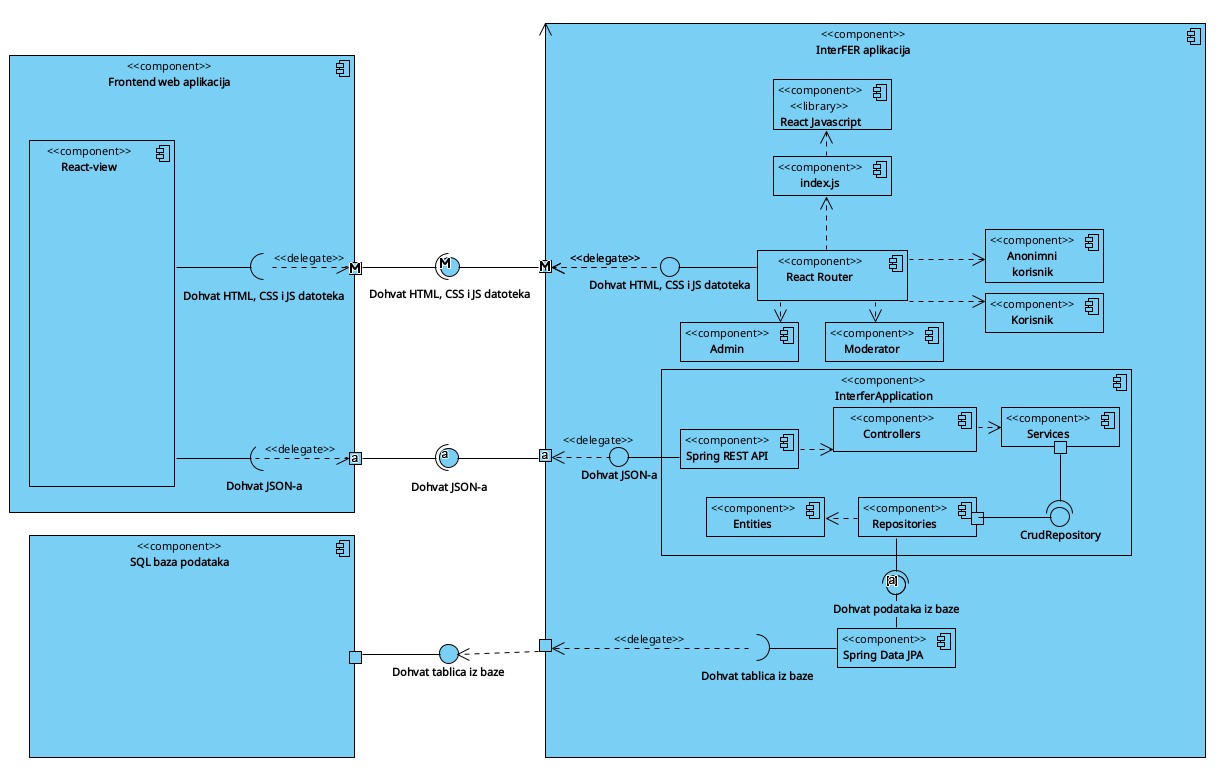 <<component>>
Frontend web aplikacija
<<component>>
React-view
<<delegate>>
M
Dohvat HTML, CSS i JS datoteka
<<delegate>>
a
Dohvat JSON-a
M
Dohvat HTML, CSS i JS datoteka
a
Dohvat JSON-a
<<component>>
SQL baza podataka
Dohvat tablica iz baze
<<component>>
InterFER aplikacija
<<component>>
<<library>>
React Javascript
<<component>>
index.js
M
<<delegate>>
Dohvat HTML, CSS i JS datoteka
<<component>>
React Router
<<component>>
Anonimni
korisnik
<<component>>
Korisnik
<<component>>
Admin
<<component>>
Moderator
<<component>>
InterferApplication
a
<<delegate>>
Dohvat JSON-a
<<component>>
Spring REST API
<<component>>
Controllers
<<component>>
Services
<<component>>
Entities
<<component>>
Repositories
CrudRepository
a
Dohvat podataka iz baze
<<delegate>>
Dohvat tablica iz baze
<<component>>
Spring Data JPA